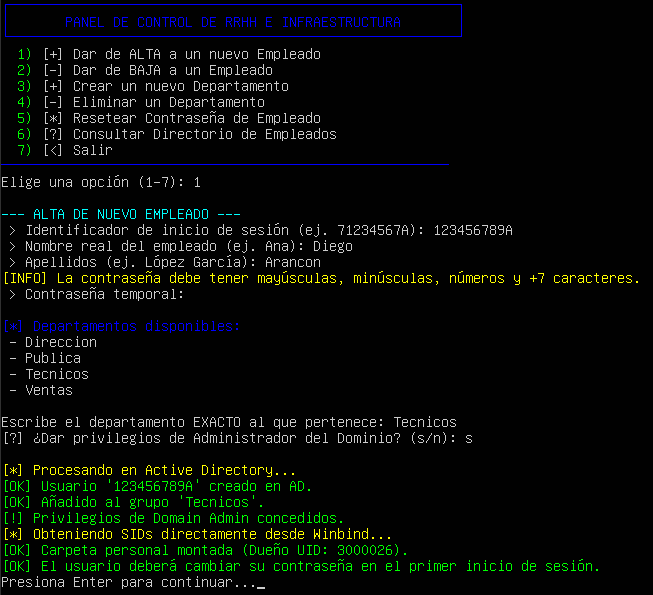 PANEL DE CONTROL DE RRHH E INFRAESTRUCTURA
1) [+] Dar de ALTA a un nuevo Empleado
2) [-] Dar de BAJA a un Empleado
3) [+] Crear un nuevo Departamento
4) [-] Eliminar un Departamento
5) [*] Resetear Contraseña de Empleado
6) [?] Consultar Directorio de Empleados
7) [<] Salir
Elige una opción (1-7): 1
--- ALTA DE NUEVO EMPLEADO ---
> Identificador de inicio de sesión (ej. 71234567A): 123456789A
> Nombre real del empleado (ej. Ana): Diego
> Apellidos (ej. López García): Arancon
[INFO] La contraseña debe tener mayúsculas, minúsculas, números y +7 caracteres.
> Contraseña temporal:
[*] Departamentos disponibles:
- Direccion
- Publica
- Tecnicos
- Ventas
Escribe el departamento EXACTO al que pertenece: Tecnicos
[?] ¿Dar privilegios de Administrador del Dominio? (s/n): s
[*] Procesando en Active Directory...
[OK] Usuario '123456789A' creado en AD.
[OK] Añadido al grupo 'Tecnicos'.
[!] Privilegios de Domain Admin concedidos.
[*] Obteniendo SIDs directamente desde Winbind...
[OK] Carpeta personal montada (Dueño UID: 3000026).
[OK] El usuario deberá cambiar su contraseña en el primer inicio de sesión.
Presiona Enter para continuar..._